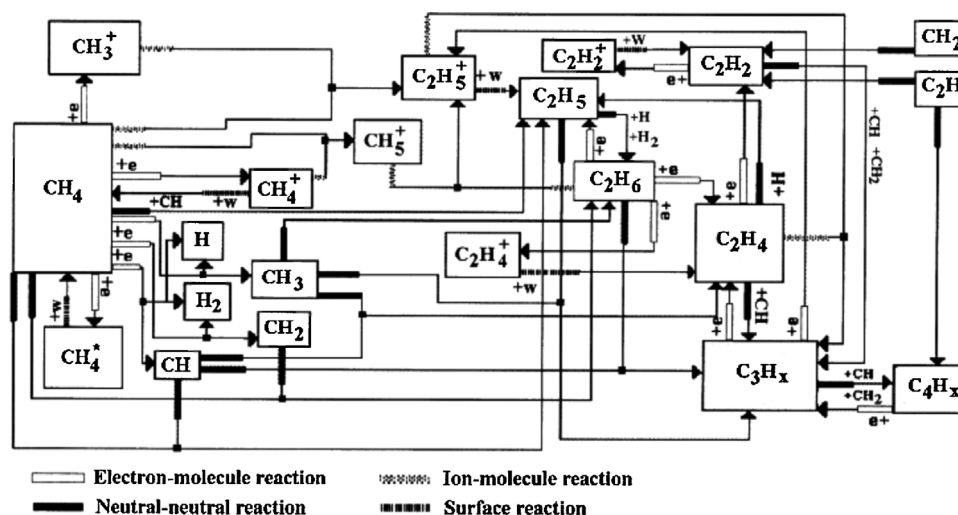 CH₃⁺
C₂H₅⁺
+w
C₂H₂⁺
+W
C₂H₂
CH₂
C₂H
e+
e+
CH₄
CH₅⁺
C₂H₅
+H
+H₂
+CH +CH₂
+e
CH₄⁺
+w
e+
C₂H₆
+e
e+
H+
+CH
+e
+e
H
C₂H₄⁺
+w
+e
C₂H₄
CH₃
H₂
+w
+e
CH₂
e+
+CH
e+
CH₄*
CH
C₃Hₓ
+CH
+CH₂
e+
C₄Hₓ
Electron-molecule reaction
Ion-molecule reaction
Neutral-neutral reaction
Surface reaction